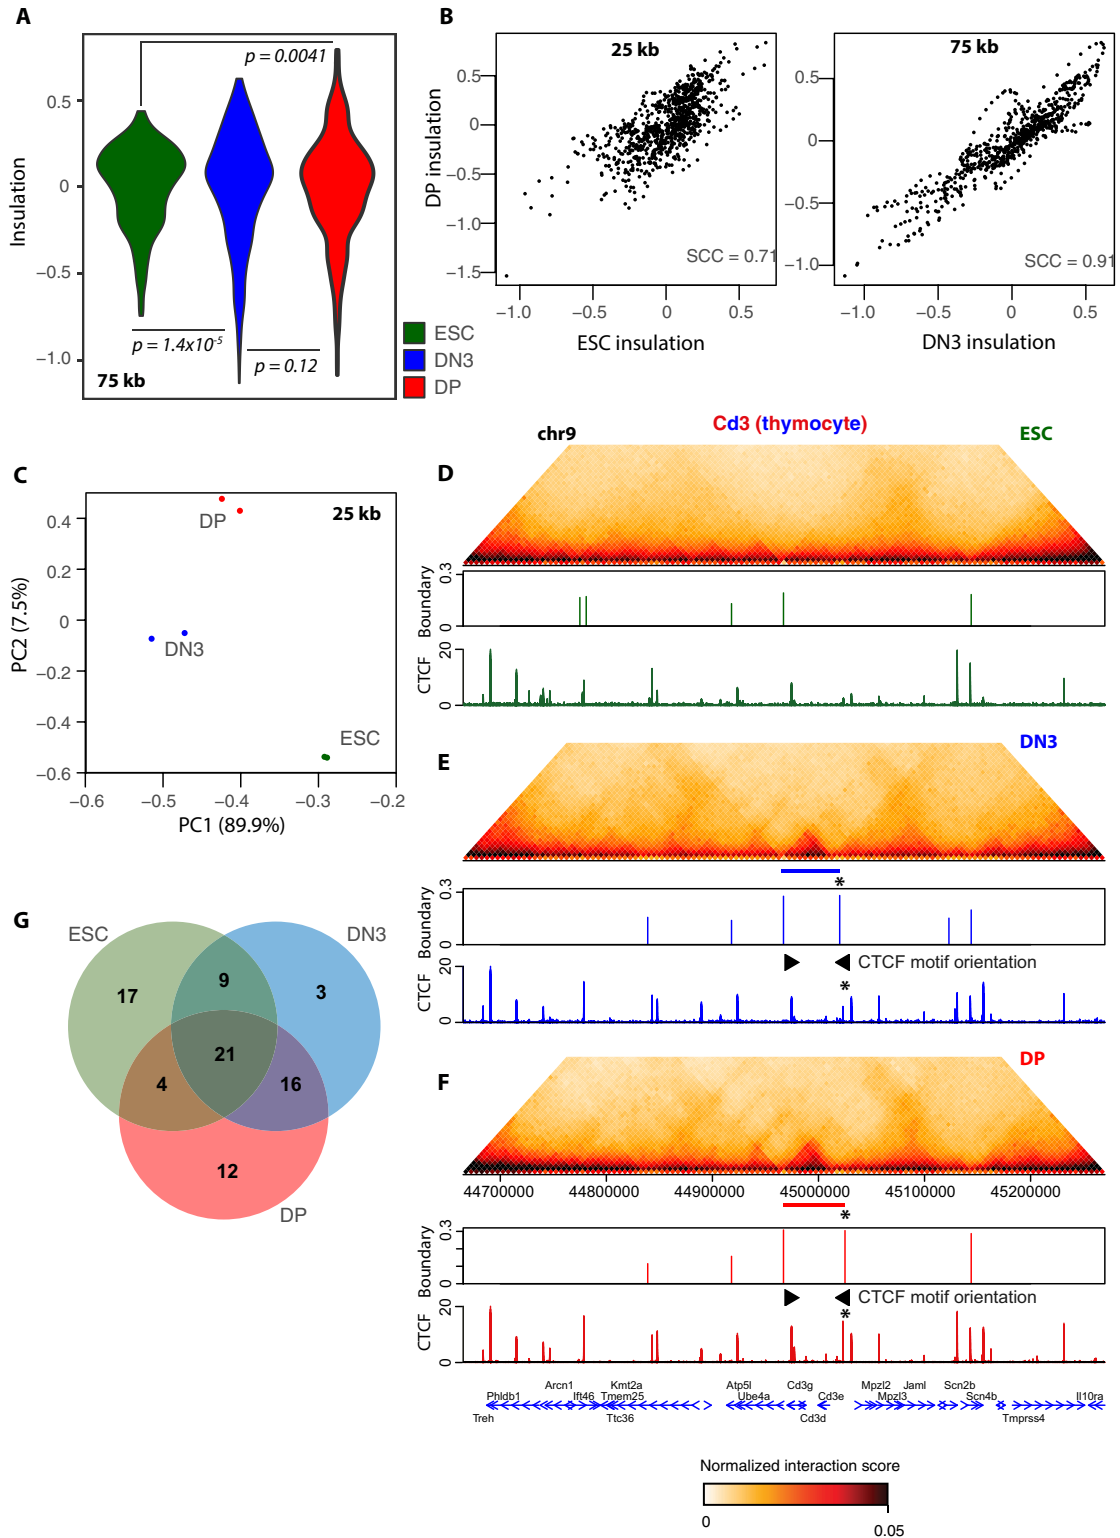 A
p = 0.0041
0.5
0
−0.5
−1.0
Insulation
p = 1.4x10-5
p = 0.12
75 kb
ESC
DN3
DP
B
25 kb
0.5
0
−0.5
−1.0
−1.5
DP insulation
SCC = 0.71
−1.0
−0.5
0
0.5
ESC insulation
75 kb
0.5
0
−0.5
−1.0
SCC = 0.91
−1.0
−0.5
0
0.5
DN3 insulation
C
25 kb
DP
DN3
ESC
0.4
0.2
0
−0.2
−0.4
−0.6
PC2 (7.5%)
−0.6
−0.5
−0.4
−0.3
−0.2
PC1 (89.9%)
Cd3 (thymocyte)
chr9
ESC
D
0.3
0
Boundary
20
0
CTCF
DN3
E
*
0.3
0
Boundary
CTCF motif orientation
*
20
0
CTCF
DP
F
44700000
44800000
44900000
45000000
45100000
45200000
*
0.3
0
Boundary
CTCF motif orientation
*
20
0
CTCF
Arcn1
Kmt2a
Atp5l
Cd3g
Mpzl2
Jaml
Scn2b
Phldb1
Ift46
Tmem25
Ube4a
Cd3e
Mpzl3
Scn4b
Il10ra
Treh
Ttc36
Cd3d
Tmprss4
Normalized interaction score
0
0.05
G
ESC
DN3
17
9
3
21
4
16
12
DP